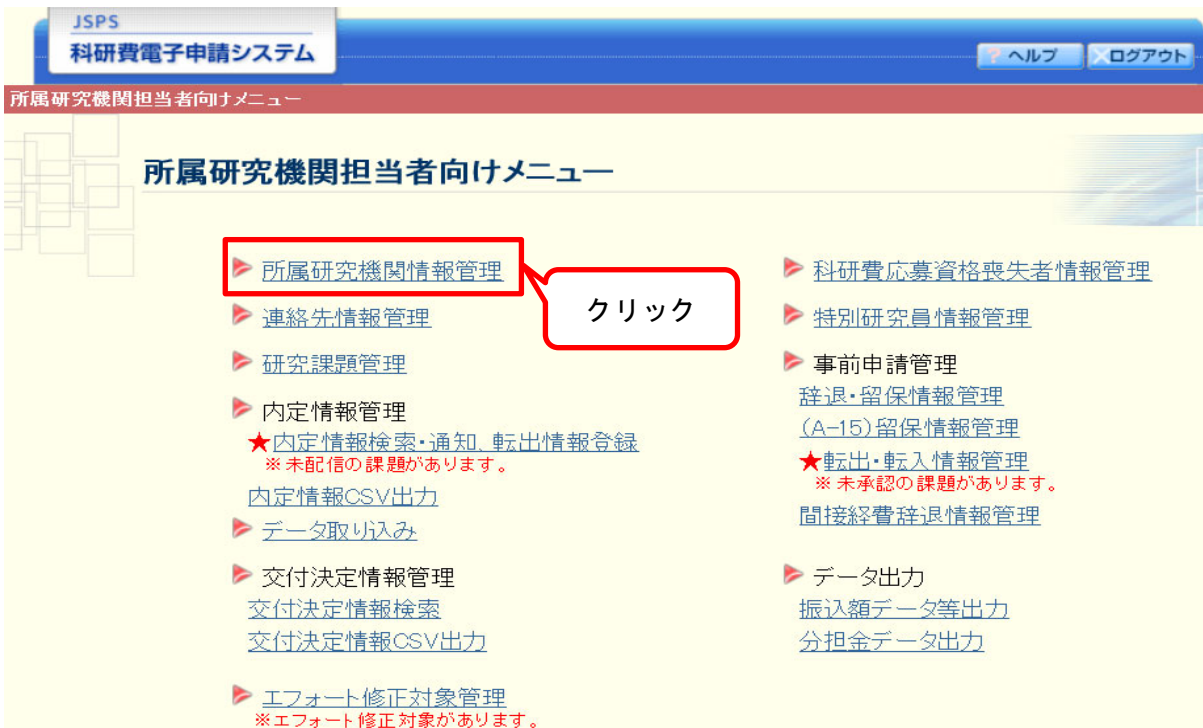 JSPS
科研費電子申請システム
? ヘルプ
×ログアウト
所属研究機関担当者向けメニュー
所属研究機関担当者向けメニュー
所属研究機関情報管理
クリック
連絡先情報管理
研究課題管理
内定情報管理
★内定情報検索・通知、転出情報登録
※未配信の課題があります。
内定情報CSV出力
データ取り込み
交付決定情報管理
交付決定情報検索
交付決定情報CSV出力
エフォート修正対象管理
※エフォート修正対象があります。
科研費応募資格喪失者情報管理
特別研究員情報管理
事前申請管理
辞退・留保情報管理
(A-15)留保情報管理
★転出・転入情報管理
※未承認の課題があります。
間接経費辞退情報管理
データ出力
振込額データ等出力
分担金データ出力